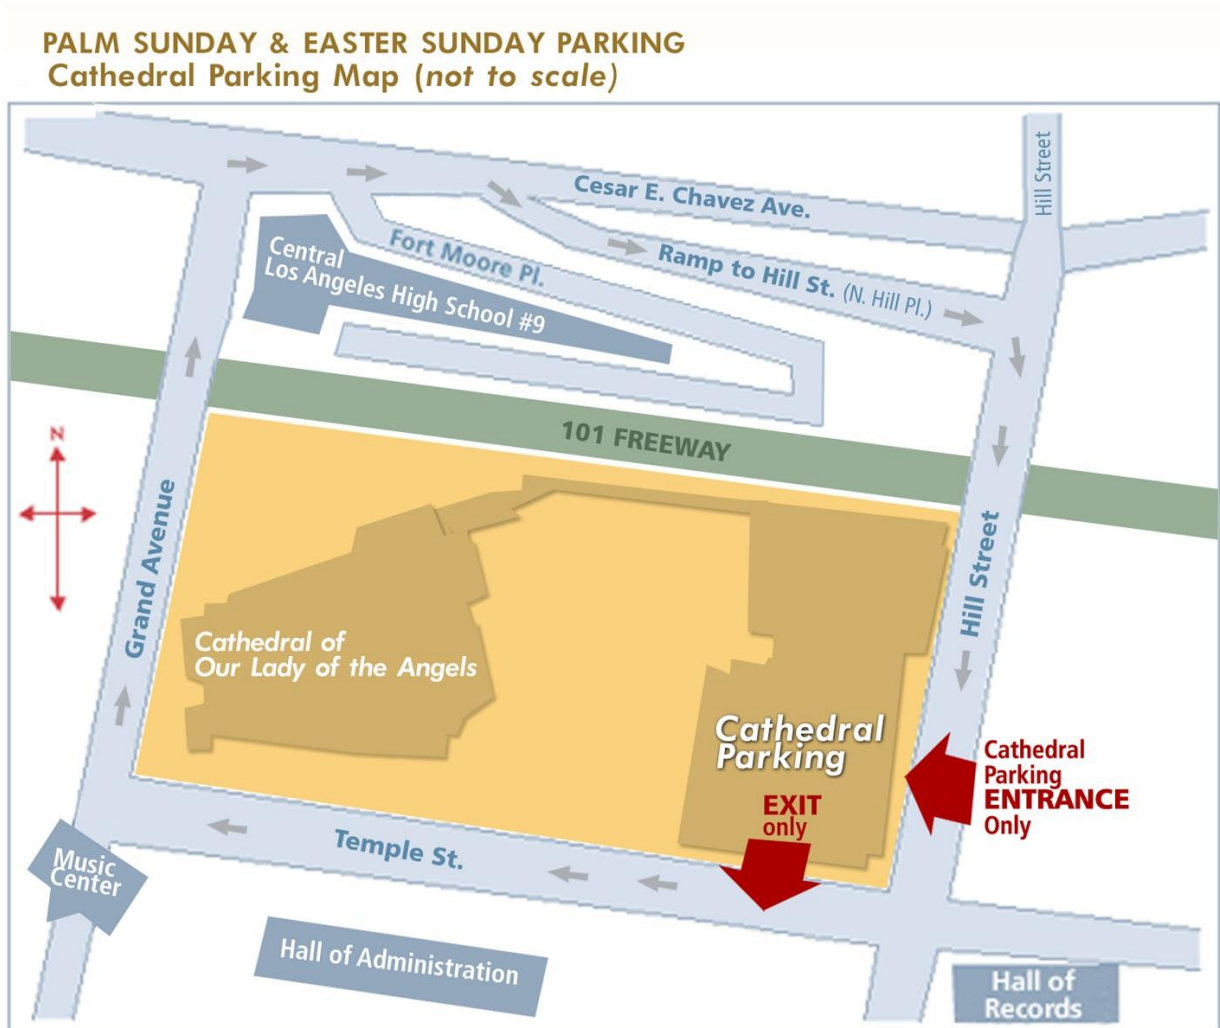 PALM SUNDAY & EASTER SUNDAY PARKING
Cathedral Parking Map (not to scale)
Hill Street
Cesar E. Chavez Ave.
Fort Moore Pl.
Ramp to Hill St. (N. Hill Pl.)
Central
Los Angeles High School #9
101 FREEWAY
N
Grand Avenue
Hill Street
Cathedral of
Our Lady of the Angels
Cathedral
Parking
EXIT
only
Cathedral
Parking
ENTRANCE
Only
Temple St.
Music
Center
Hall of Administration
Hall of
Records